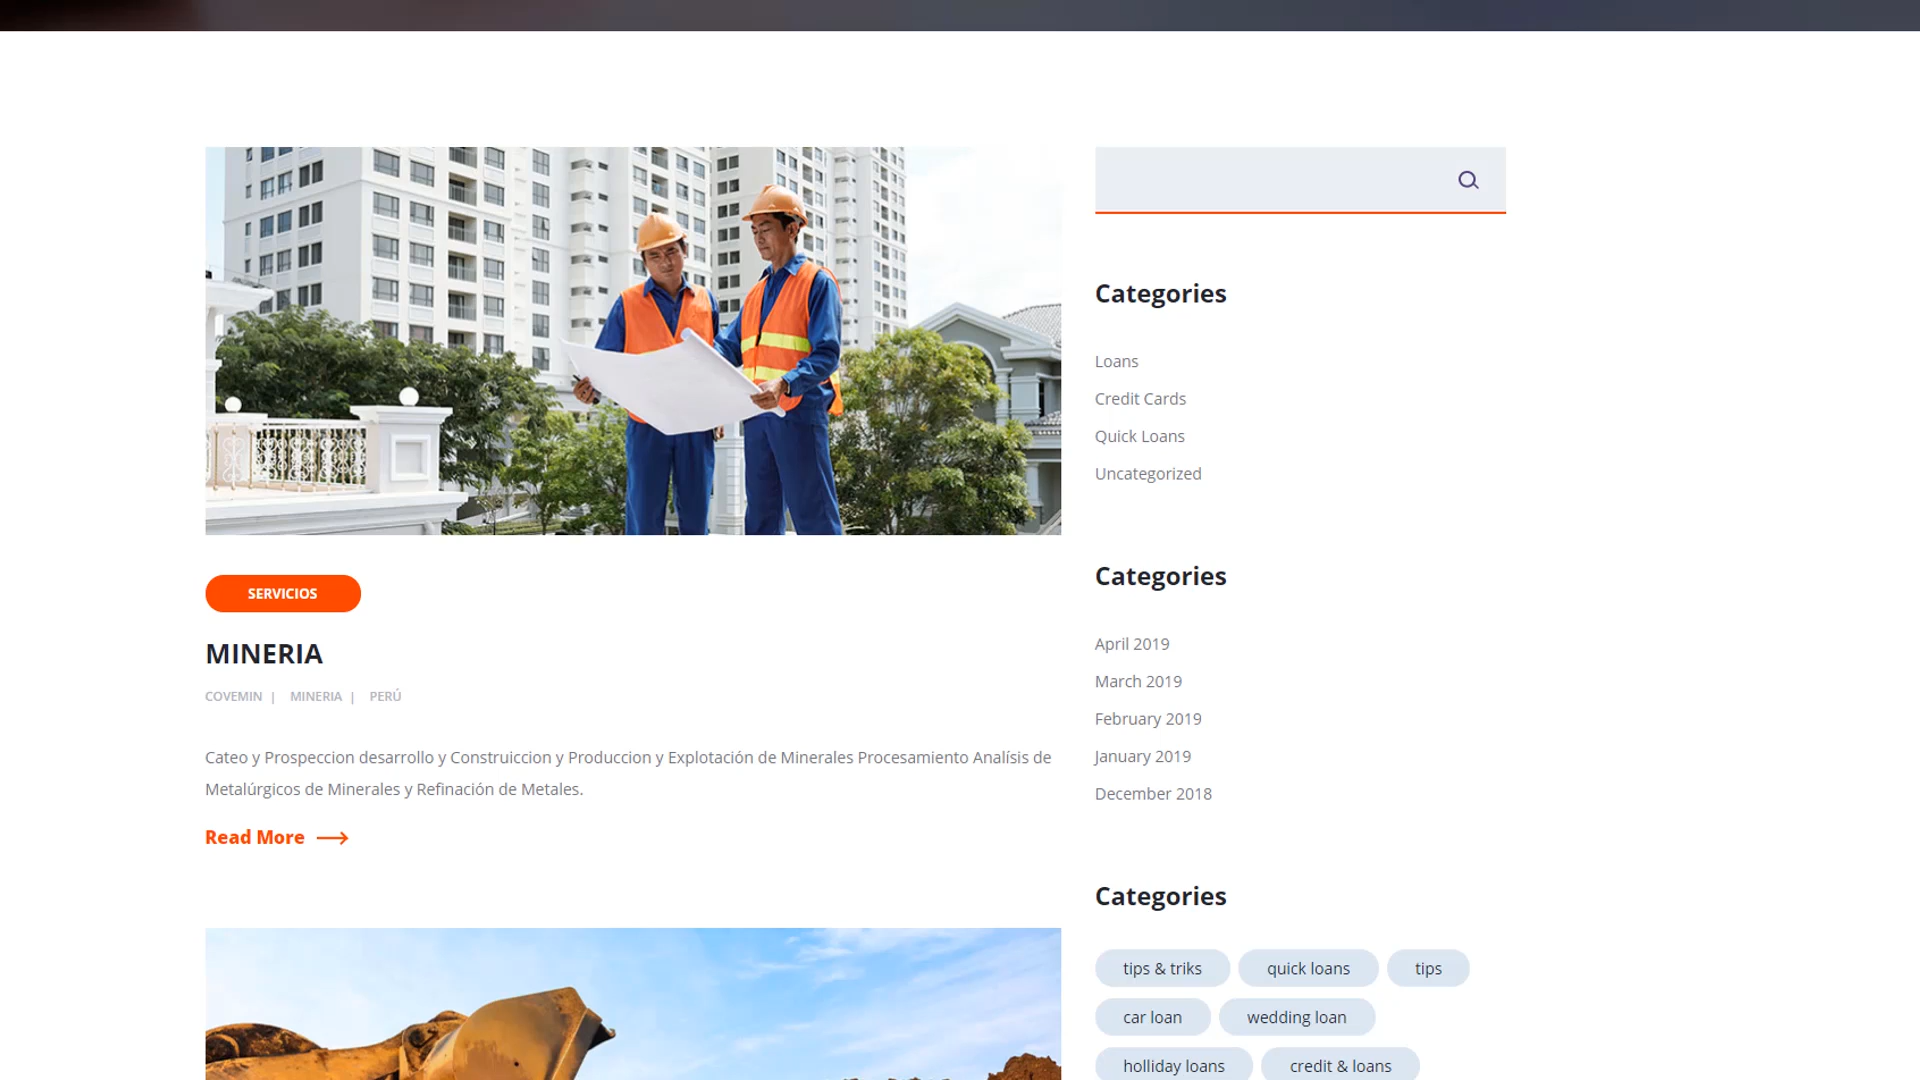 SERVICIOS
MINERIA
COVEMIN | MINERIA | PERÚ
Cateo y Prospeccion desarrollo y Construiccion y Produccion y Explotación de Minerales Procesamiento Analísis de
Metalúrgicos de Minerales y Refinación de Metales.
Read More
Categories
Loans
Credit Cards
Quick Loans
Uncategorized
Categories
April 2019
March 2019
February 2019
January 2019
December 2018
Categories
tips & triks quick loans tips
car loan wedding loan
holliday loans credit & loans